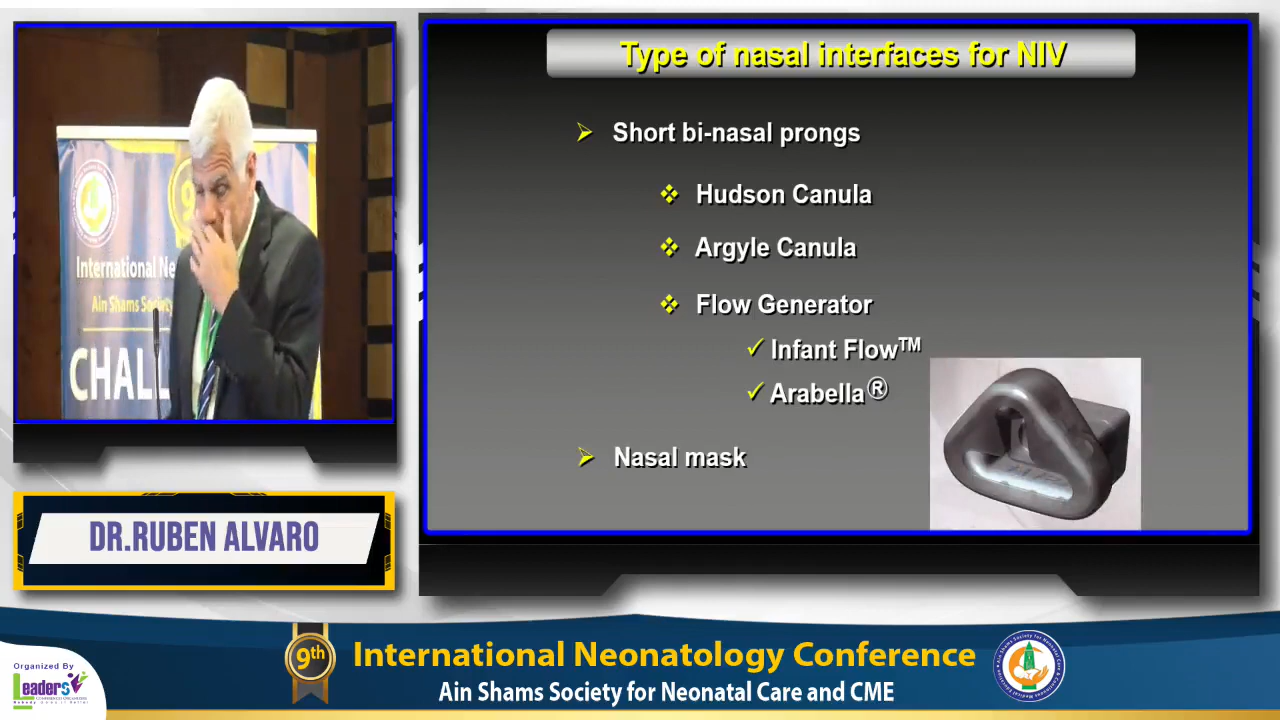 International Ne
Ain Shams Society
CHALL
DR.RUBEN ALVARO
Type of nasal interfaces for NIV
Short bi-nasal prongs
Hudson Canula
Argyle Canula
Flow Generator
Infant Flow™
Arabella®
Nasal mask
Organized By
Leaders
9th
International Neonatology Conference
Ain Shams Society for Neonatal Care and CME